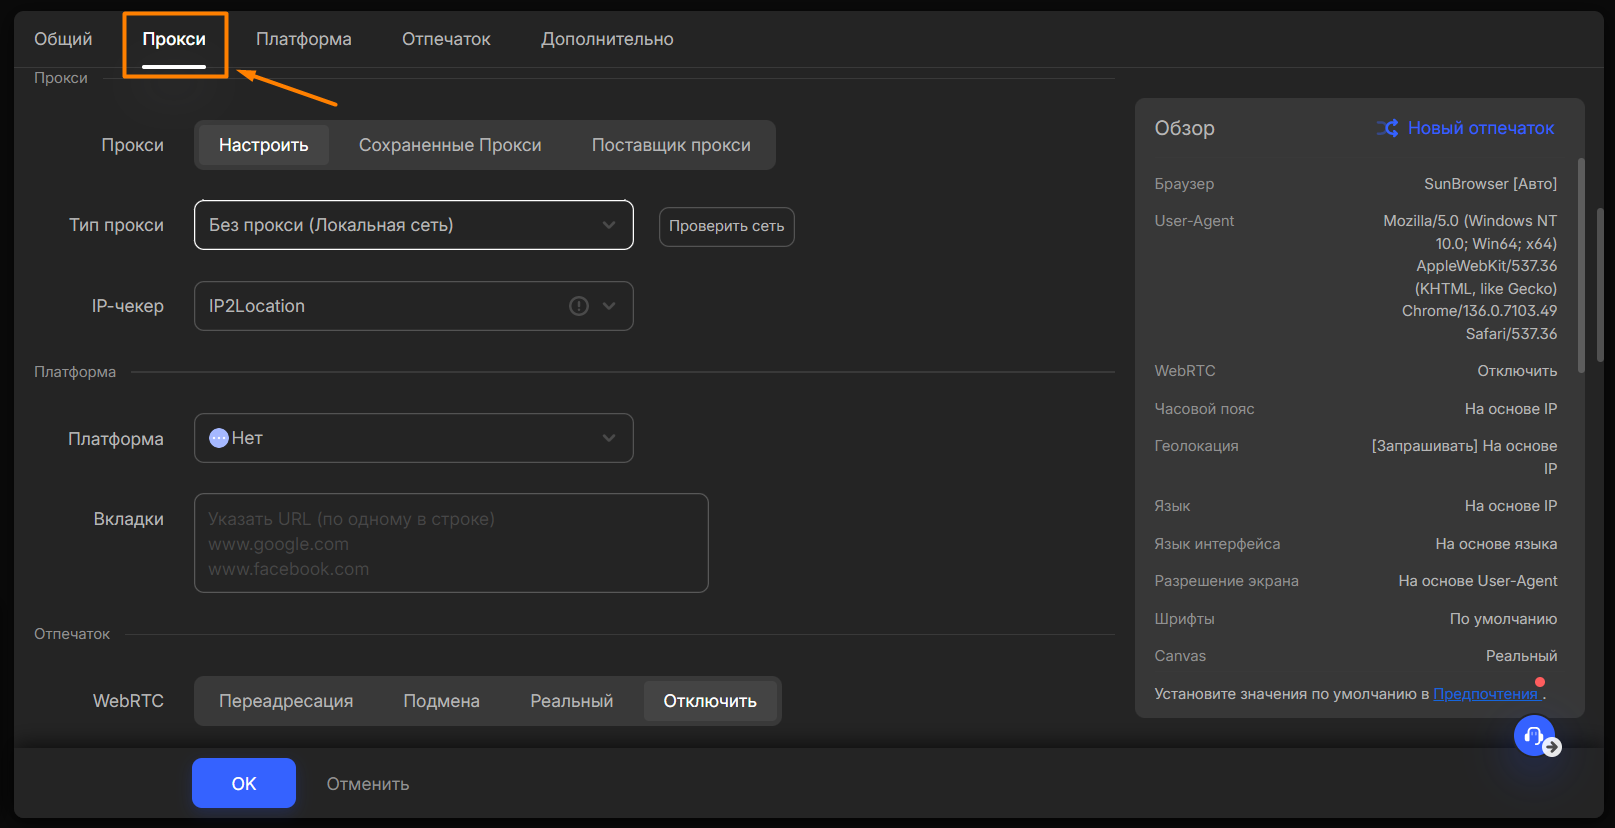 Общий Прокси Платформа Отпечаток Дополнительно
Прокси
Прокси Настроить Сохраненные Прокси Поставщик прокси
Тип прокси Без прокси (Локальная сеть) Проверить сеть
IP-чекер IP2Location
Платформа
Платформа Нет
Вкладки Указать URL (по одному в строке)
www.google.com
www.facebook.com
Отпечаток
WebRTC Переадресация Подмена Реальный Отключить
OK Отменить
Обзор Новый отпечаток
Браузер SunBrowser [Авто]
User-Agent Mozilla/5.0 (Windows NT
10.0; Win64; x64)
AppleWebKit/537.36
(KHTML, like Gecko)
Chrome/136.0.7103.49
Safari/537.36
WebRTC Отключить
Часовой пояс На основе IP
Геолокация [Запрашивать] На основе
IP
Язык На основе IP
Язык интерфейса На основе языка
Разрешение экрана На основе User-Agent
Шрифты По умолчанию
Canvas Реальный
Установите значения по умолчанию в Предпочтения .